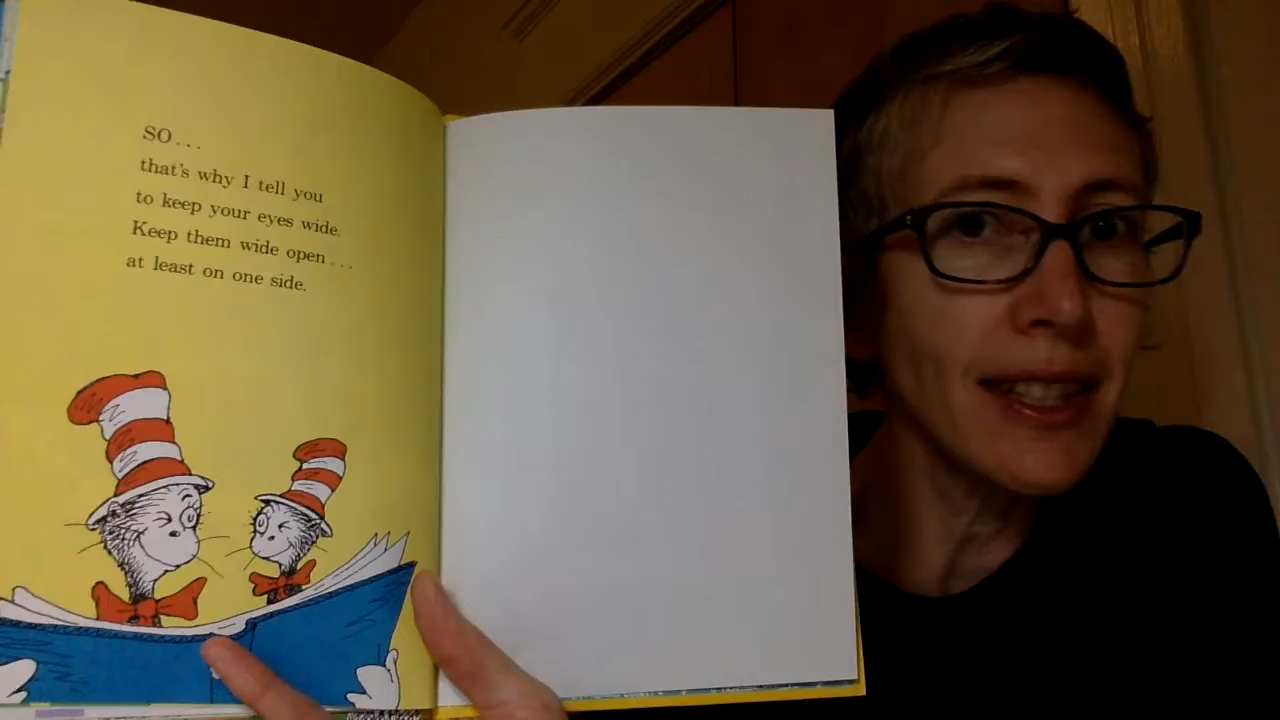 SO...
that's why I tell you
to keep your eyes wide.
Keep them wide open...
at least on one side.